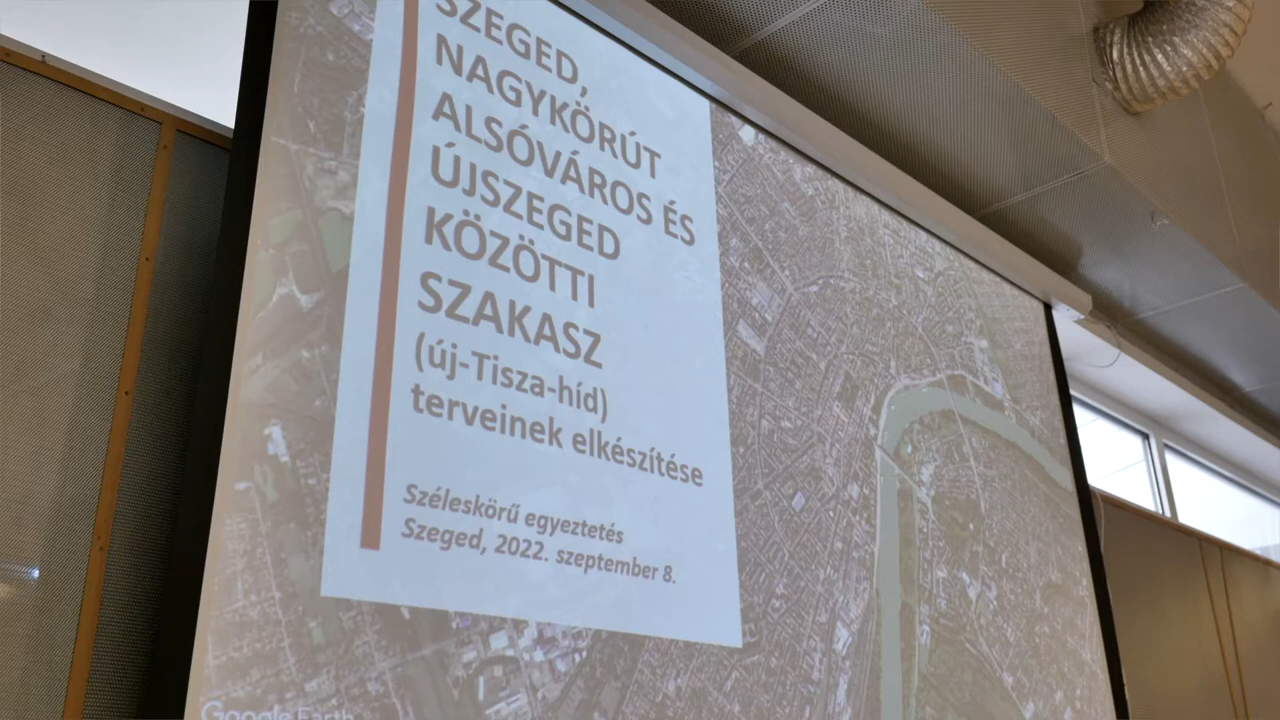 SZEGED,
NAGYKÖRÚT
ALSÓVÁROS ÉS
ÚJSZEGED
KÖZÖTTI
SZAKASZ
(új-Tisza-híd)
terveinek elkészítése
Széleskörű egyeztetés
Szeged, 2022. szeptember 8.
Google Earth